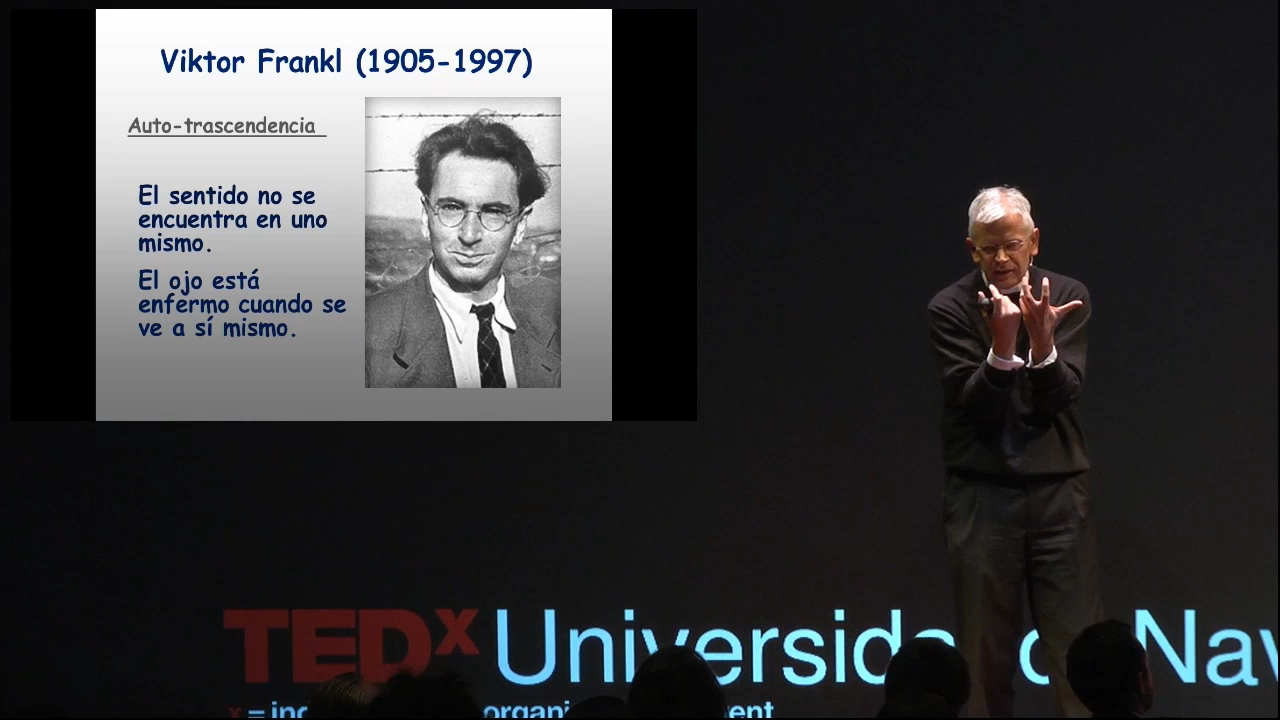 Viktor Frankl (1905-1997)
Auto-trascendencia
El sentido no se
encuentra en uno
mismo.
El ojo está
enfermo cuando se
ve a sí mismo.
TEDx Universida
x =